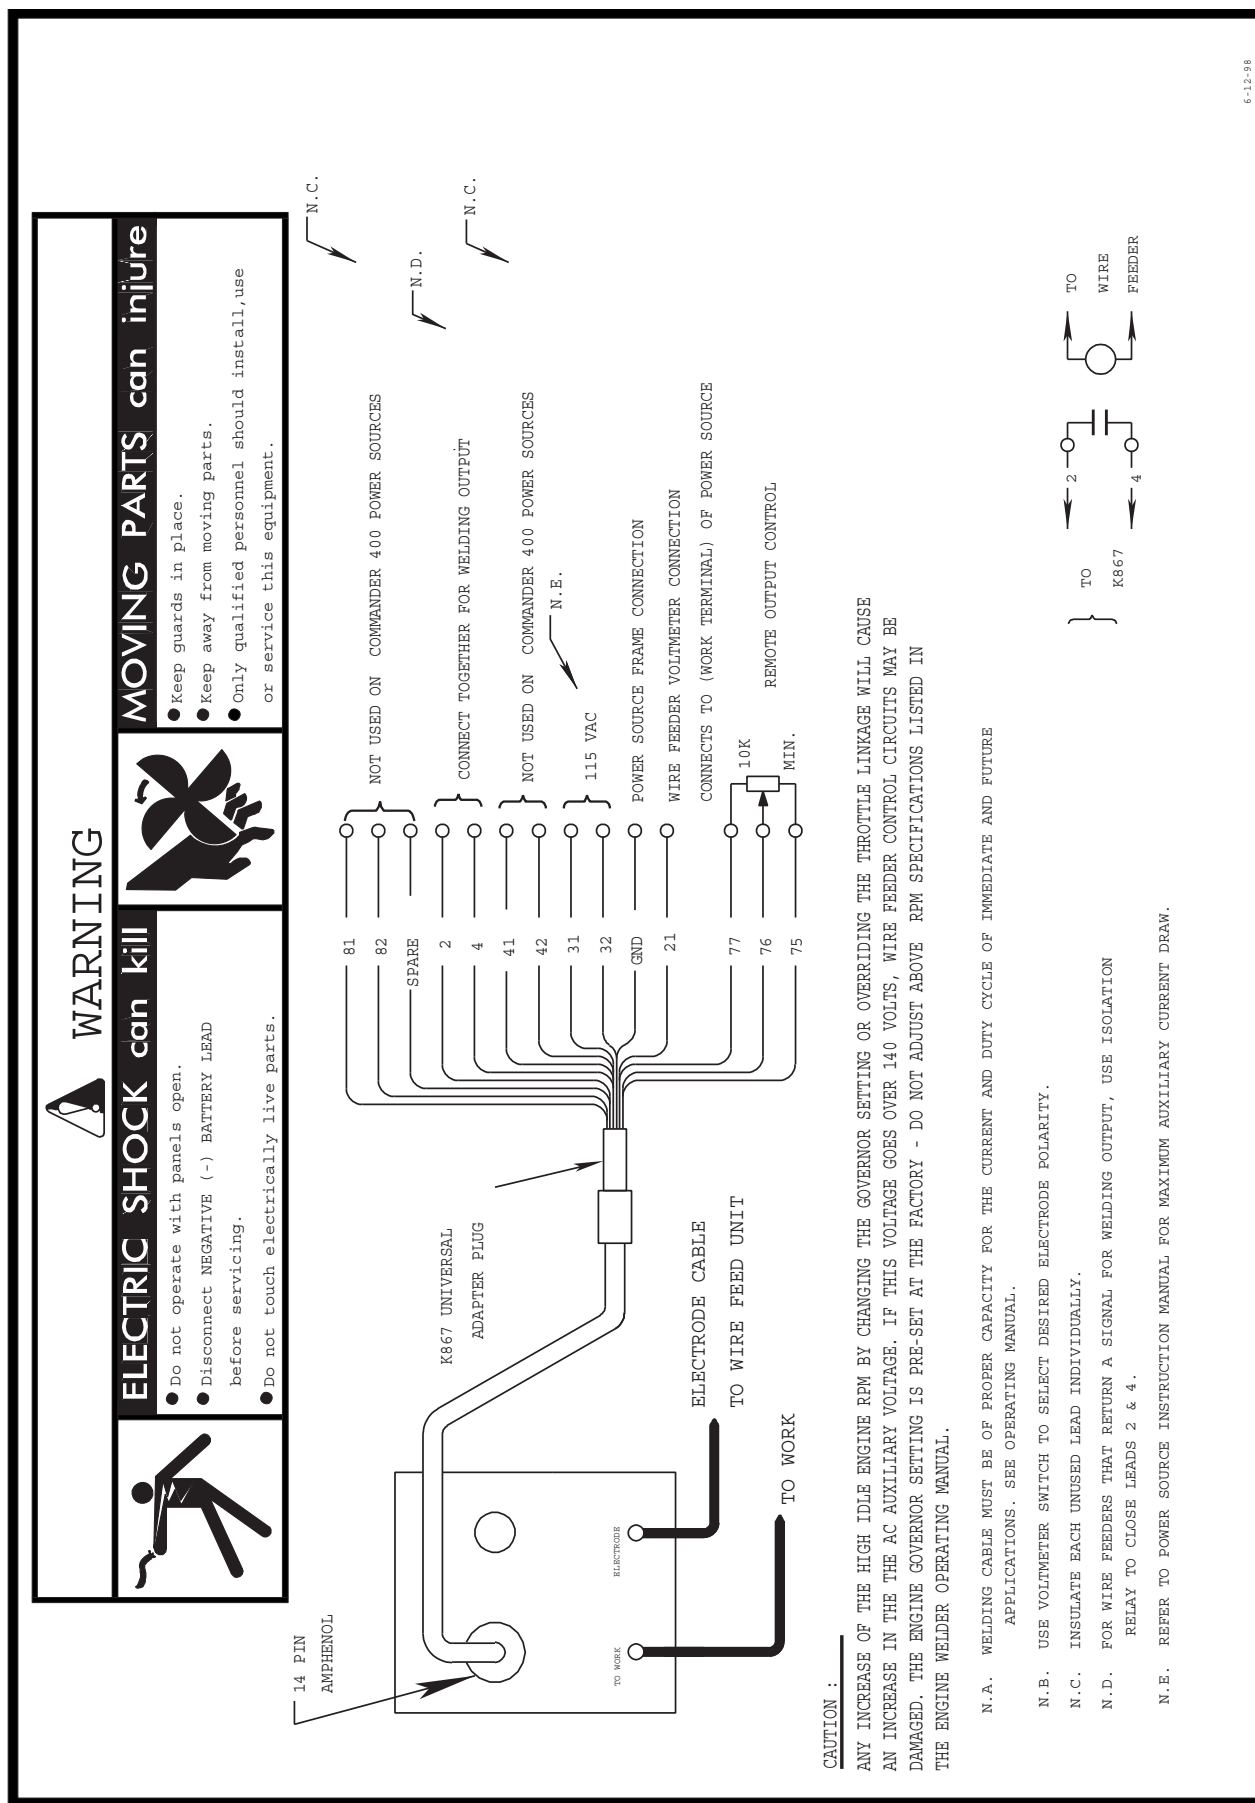 WARNING
ELECTRIC SHOCK can kill
Do not operate with panels open.
Disconnect NEGATIVE (-) BATTERY LEAD
before servicing.
Do not touch electrically live parts.
MOVING PARTS can injure
Keep guards in place.
Keep away from moving parts.
Only qualified personnel should install,use
or service this equipment.
14 PIN
AMPHENOL
TO WORK
ELECTRODE
K867 UNIVERSAL
ADAPTER PLUG
ELECTRODE CABLE
TO WIRE FEED UNIT
TO WORK
81
82
SPARE
2
4
41
42
31
32
GND
21
77
76
75
NOT USED ON COMMANDER 400 POWER SOURCES
N.C.
CONNECT TOGETHER FOR WELDING OUTPUT
N.D.
NOT USED ON COMMANDER 400 POWER SOURCES
N.C.
115 VAC
N.E.
POWER SOURCE FRAME CONNECTION
WIRE FEEDER VOLTMETER CONNECTION
CONNECTS TO (WORK TERMINAL) OF POWER SOURCE
10K
MIN.
REMOTE OUTPUT CONTROL
CAUTION :
ANY INCREASE OF THE HIGH IDLE ENGINE RPM BY CHANGING THE GOVERNOR SETTING OR OVERRIDING THE THROTTLE LINKAGE WILL CAUSE
AN INCREASE IN THE THE AC AUXILIARY VOLTAGE. IF THIS VOLTAGE GOES OVER 140 VOLTS, WIRE FEEDER CONTROL CIRCUITS MAY BE
DAMAGED. THE ENGINE GOVERNOR SETTING IS PRE-SET AT THE FACTORY - DO NOT ADJUST ABOVE RPM SPECIFICATIONS LISTED IN
THE ENGINE WELDER OPERATING MANUAL.
N.A. WELDING CABLE MUST BE OF PROPER CAPACITY FOR THE CURRENT AND DUTY CYCLE OF IMMEDIATE AND FUTURE
APPLICATIONS. SEE OPERATING MANUAL.
N.B. USE VOLTMETER SWITCH TO SELECT DESIRED ELECTRODE POLARITY.
N.C. INSULATE EACH UNUSED LEAD INDIVIDUALLY.
N.D. FOR WIRE FEEDERS THAT RETURN A SIGNAL FOR WELDING OUTPUT, USE ISOLATION
RELAY TO CLOSE LEADS 2 & 4.
N.E. REFER TO POWER SOURCE INSTRUCTION MANUAL FOR MAXIMUM AUXILIARY CURRENT DRAW.
TO
K867
2
4
TO
WIRE
FEEDER
6-12-98